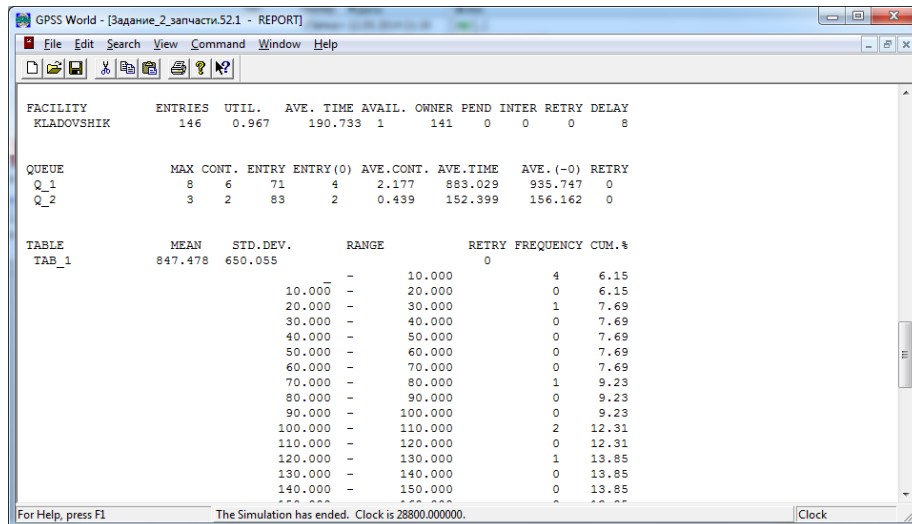 GPSS World - [Задание_2_запчасти.52.1 - REPORT]
File Edit Search View Command Window Help
FACILITY ENTRIES UTIL. AVE. TIME AVAIL. OWNER PEND INTER RETRY DELAY
KLADOVSHIK 146 0.967 190.733 1 141 0 0 0 8
QUEUE MAX CONT. ENTRY ENTRY(0) AVE.CONT. AVE.TIME AVE.(-0) RETRY
Q_1 8 6 71 4 2.177 883.029 935.747 0
Q_2 3 2 83 2 0.439 152.399 156.162 0
TABLE MEAN STD.DEV. RANGE RETRY FREQUENCY CUM.%
TAB_1 847.478 650.055 0
_ - 10.000 4 6.15
10.000 - 20.000 0 6.15
20.000 - 30.000 1 7.69
30.000 - 40.000 0 7.69
40.000 - 50.000 0 7.69
50.000 - 60.000 0 7.69
60.000 - 70.000 0 7.69
70.000 - 80.000 1 9.23
80.000 - 90.000 0 9.23
90.000 - 100.000 0 9.23
100.000 - 110.000 2 12.31
110.000 - 120.000 0 12.31
120.000 - 130.000 1 13.85
130.000 - 140.000 0 13.85
140.000 - 150.000 0 13.85
For Help, press F1 The Simulation has ended. Clock is 28800.000000. Clock